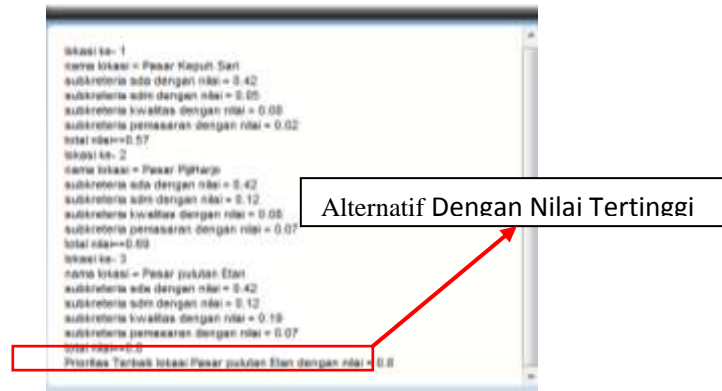 lokasi ke- 1
nama lokasi = Pasar Keputi Sari
subkreteria sda dengan nilai = 0.42
subkreteria sdm dengan nilai = 0.05
subkreteria kwalitas dengan nilai = 0.08
subkreteria pemasaran dengan nilai = 0.02
total nilai==0.57
lokasi ke- 2
nama lokasi = Pasar PijiHarjo
subkreteria sda dengan nilai = 0.42
subkreteria sdm dengan nilai = 0.12
subkreteria kwalitas dengan nilai = 0.08
subkreteria pemasaran dengan nilai = 0.07
total nilai==0.69
lokasi ke- 3
nama lokasi = Pasar pulutan Etan
subkreteria sda dengan nilai = 0.42
subkreteria sdm dengan nilai = 0.12
subkreteria kwalitas dengan nilai = 0.19
subkreteria pemasaran dengan nilai = 0.07
total nilai==0.8
Prioritas Terbaik lokasi Pasar pulutan Etan dengan nilai = 0.8
Alternatif Dengan Nilai Tertinggi